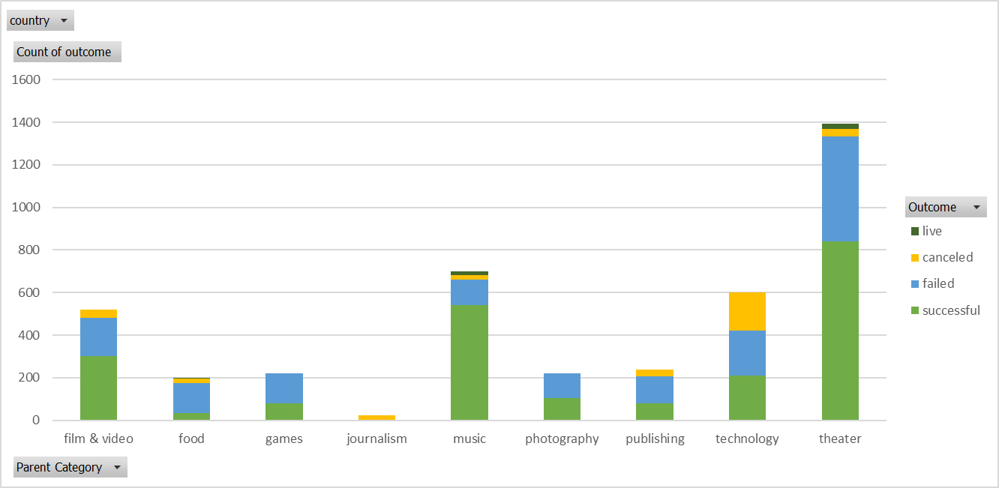 country
Count of outcome
1600
1400
1200
1000
800
600
400
200
0
film & video food games journalism music photography publishing technology theater
Outcome
live
canceled
failed
successful
Parent Category